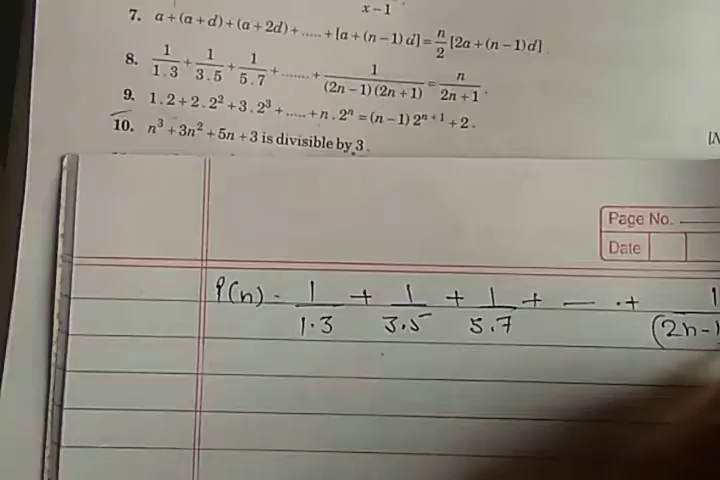 x−1
7. a+(a+d)+(a+2d)+.....+[a+(n−1)d]=n/2[2a+(n−1)d].
8. 1/1.3+1/3.5+1/5.7+.......+1/(2n−1)(2n+1)=n/2n+1.
9. 1.2+2.2²+3.2³+.....+n.2ⁿ=(n−1)2ⁿ⁺¹+2.
10. n³+3n²+5n+3 is divisible by 3.
Page No.
Date
P(n) - 1/1.3 + 1/3.5 + 1/5.7 + — .+ 1/(2n-1